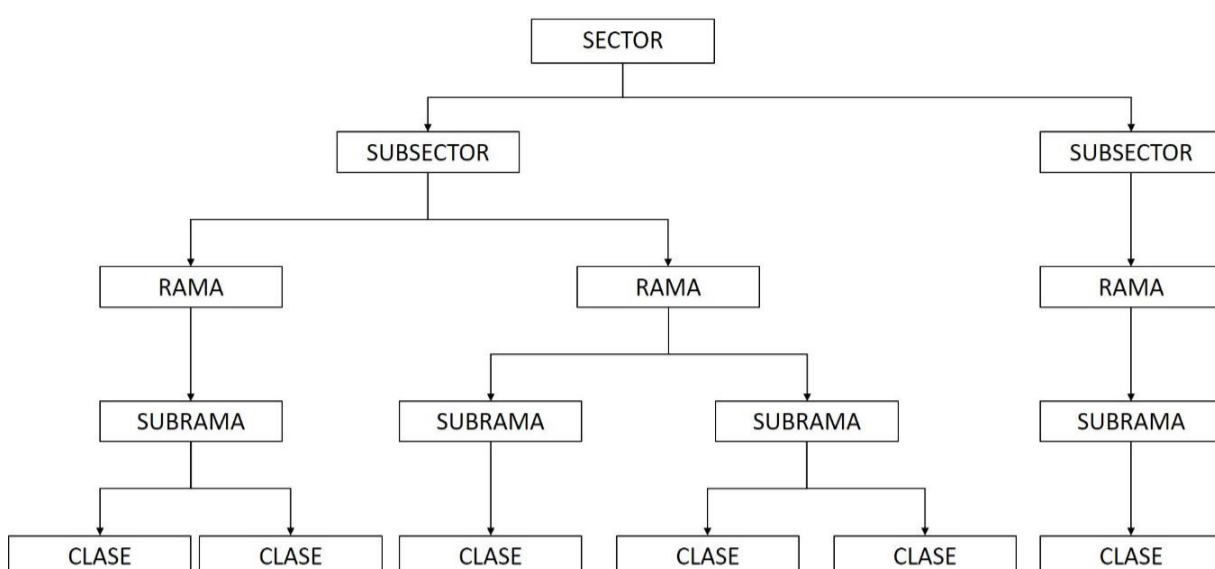 SECTOR
SUBSECTOR SUBSECTOR
RAMA RAMA RAMA
SUBRAMA SUBRAMA SUBRAMA SUBRAMA
CLASE CLASE CLASE CLASE CLASE CLASE